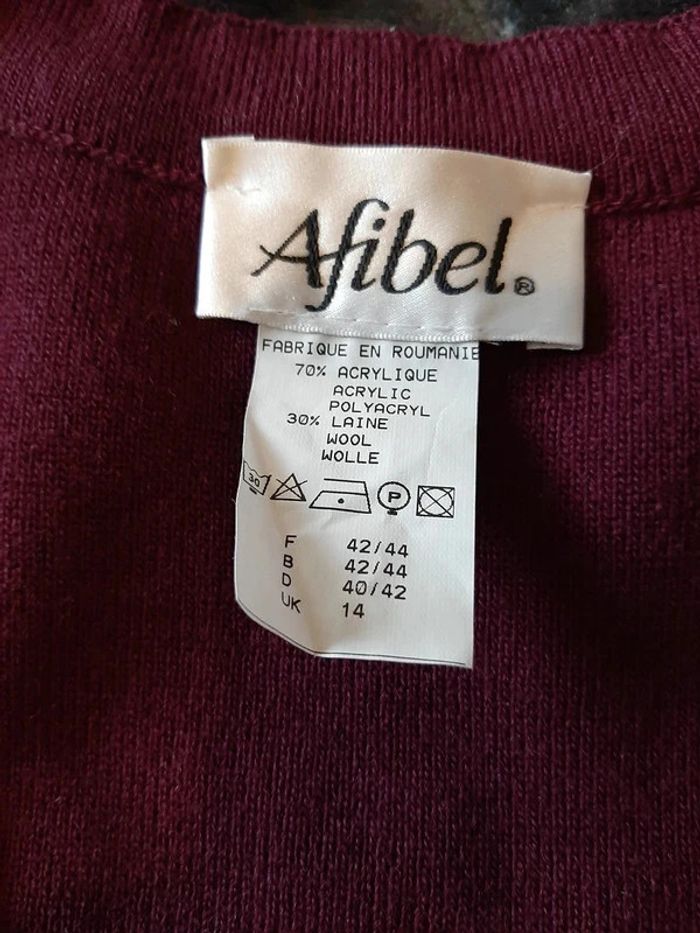 Afibel®
FABRIQUE EN ROUMANIE
70% ACRYLIQUE
ACRYLIC
POLYACRYL
30% LAINE
WOOL
WOLLE
30 P
F 42/44
B 42/44
D 40/42
UK 14